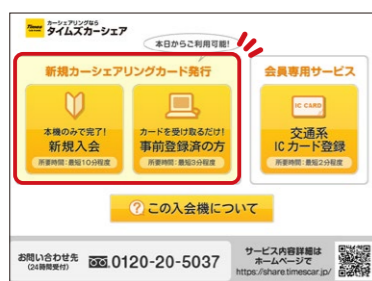 Times
カーシェアリングなら
タイムズカーシェア
本日からご利用可能!
新規カーシェアリングカード発行
本機のみで完了!
新規入会
所要時間:最短10分程度
カードを受け取るだけ!
事前登録済の方
所要時間:最短3分程度
会員専用サービス
IC CARD
交通系
ICカード登録
所要時間:最短2分程度
? この入会機について
お問い合わせ先
(24時間受付)
0120-20-5037
サービス内容詳細は
ホームページで
https://share.timescar.jp/